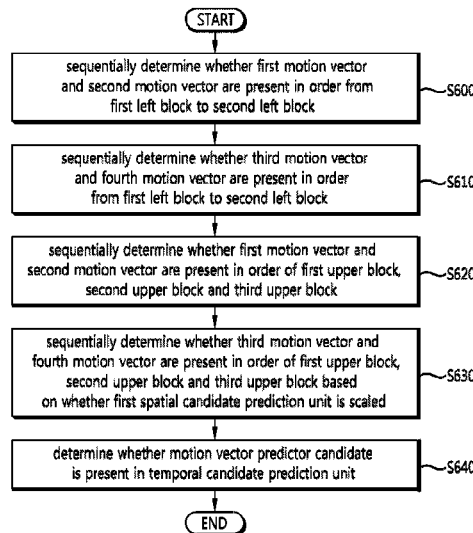 START
sequentially determine whether first motion vector
and second motion vector are present in order from
first left block to second left block
S600
sequentially determine whether third motion vector
and fourth motion vector are present in order
from first left block to second left block
S610
sequentially determine whether first motion vector and
second motion vector are present in order of first upper block,
second upper block and third upper block
S620
sequentially determine whether third motion vector and
fourth motion vector are present in order of first upper block,
second upper block and third upper block based
on whether first spatial candidate prediction unit is scaled
S630
determine whether motion vector predictor candidate
is present in temporal candidate prediction unit
S640
END